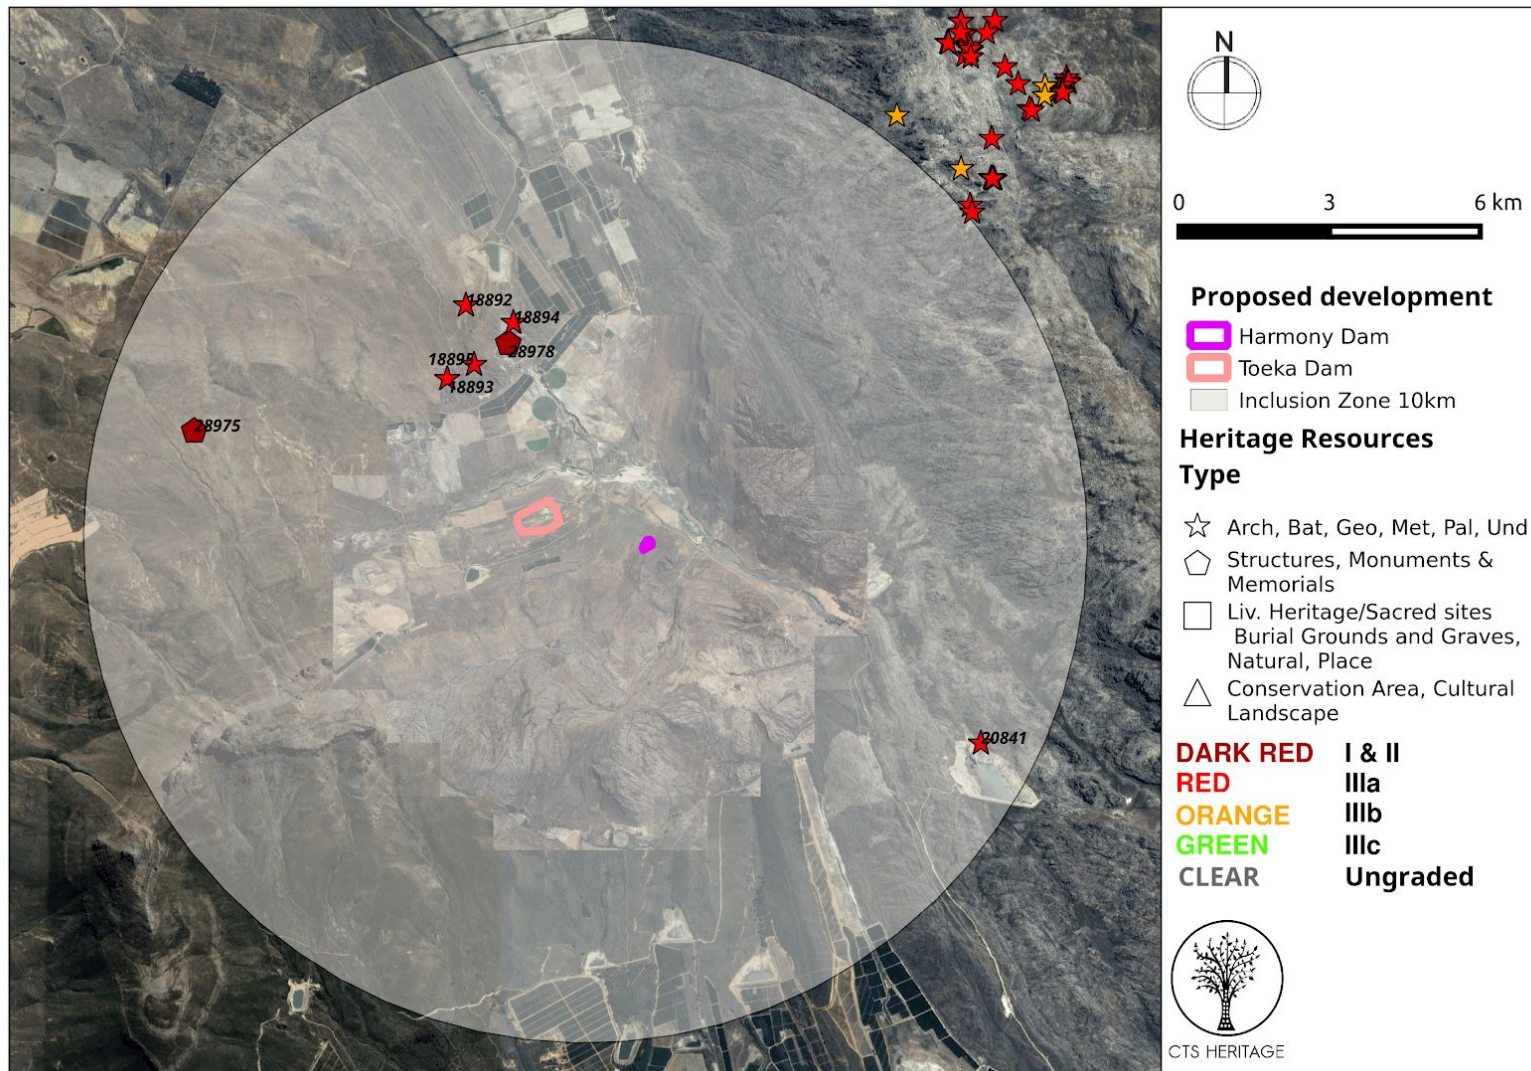 18892
18894
28978
18895
18893
28975
20841
N
0 3 6 km
Proposed development
Harmony Dam
Toeka Dam
Inclusion Zone 10km
Heritage Resources
Type
Arch, Bat, Geo, Met, Pal, Und
Structures, Monuments &
Memorials
Liv. Heritage/Sacred sites
Burial Grounds and Graves,
Natural, Place
Conservation Area, Cultural
Landscape
DARK RED I & II
RED IIIa
ORANGE IIIb
GREEN IIIc
CLEAR Ungraded
CTS HERITAGE